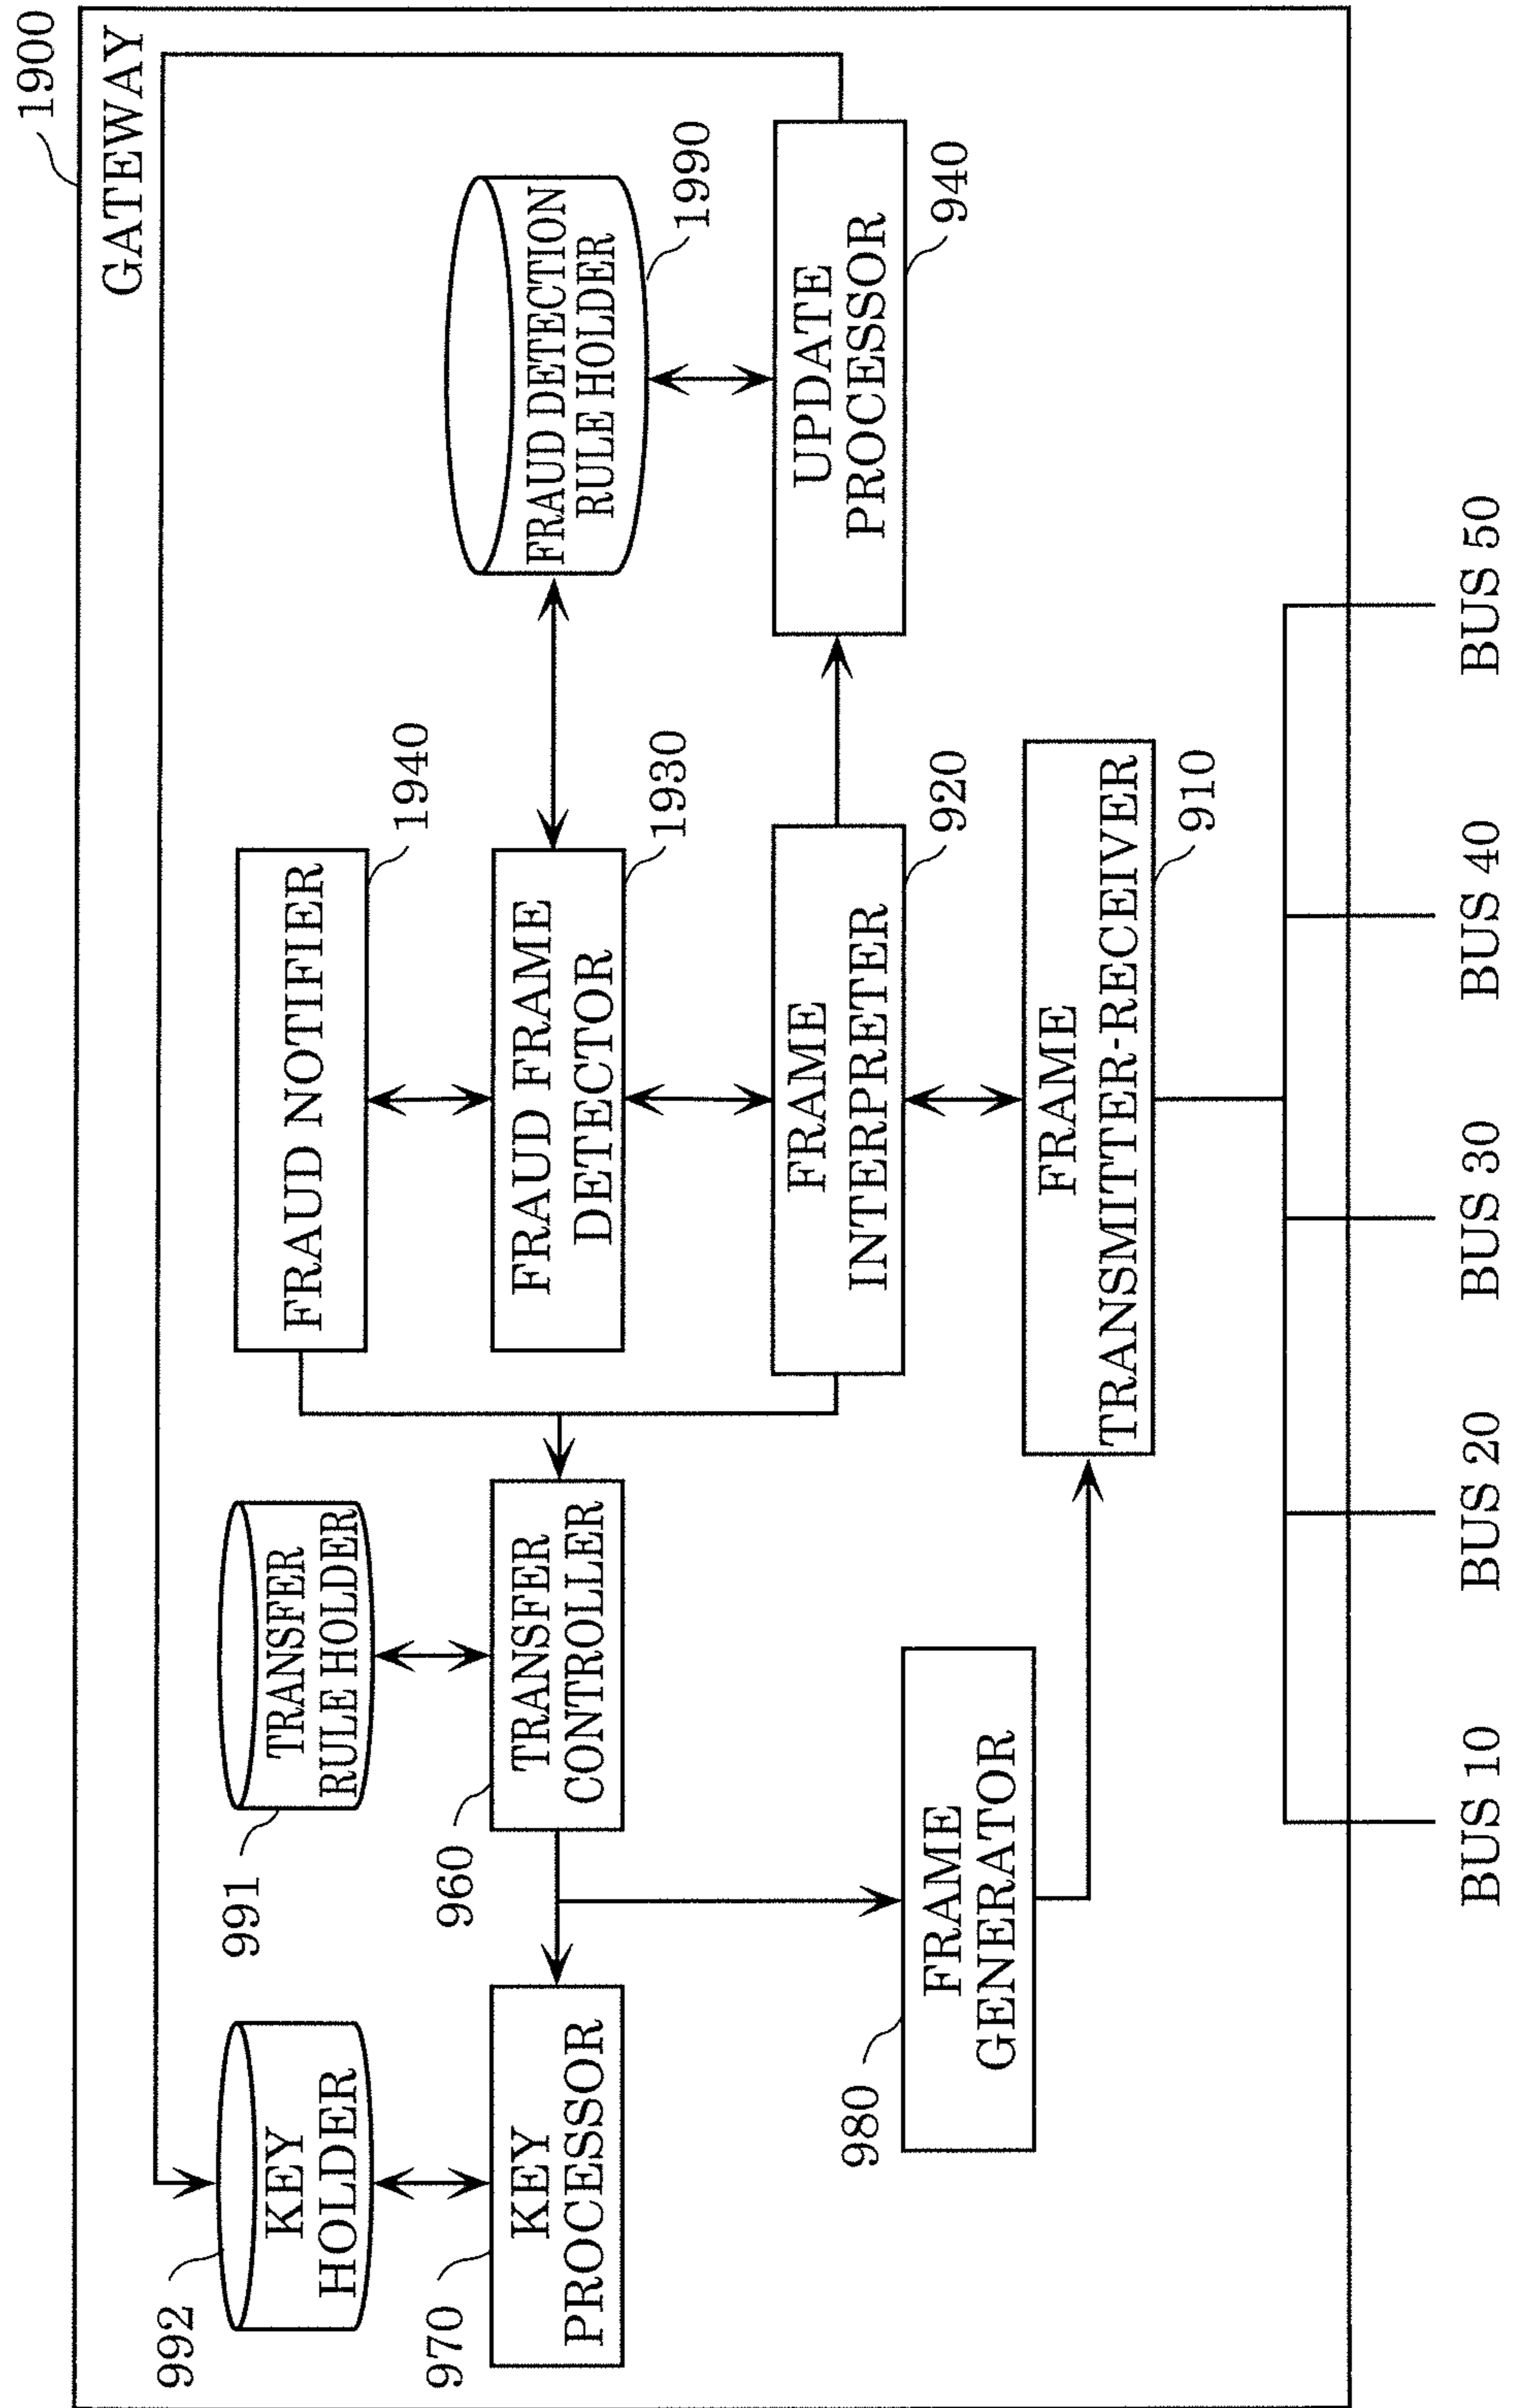 1900
GATEWAY
992
KEY
HOLDER
991
TRANSFER
RULE HOLDER
FRAUD NOTIFIER
1940
FRAUD DETECTION
RULE HOLDER
1990
970
KEY
PROCESSOR
960
TRANSFER
CONTROLLER
FRAUD FRAME
DETECTOR
1930
FRAME
INTERPRETER
920
UPDATE
PROCESSOR
940
980
FRAME
GENERATOR
FRAME
TRANSMITTER-RECEIVER
910
BUS 10
BUS 20
BUS 30
BUS 40
BUS 50